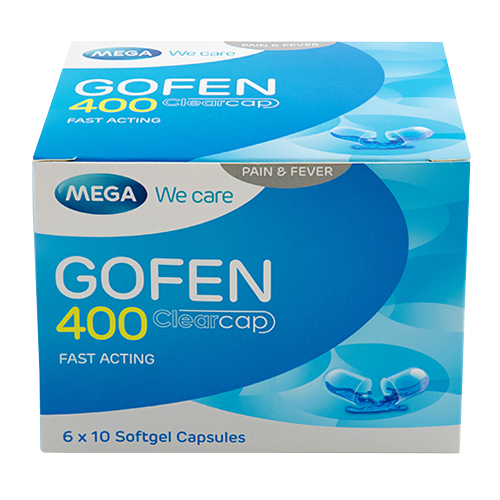 PAIN & FEVER
MEGA We care
GOFEN
400 Clearcap
FAST ACTING
PAIN & FEVER
MEGA We care
GOFEN
400 Clearcap
FAST ACTING
6 x 10 Softgel Capsules